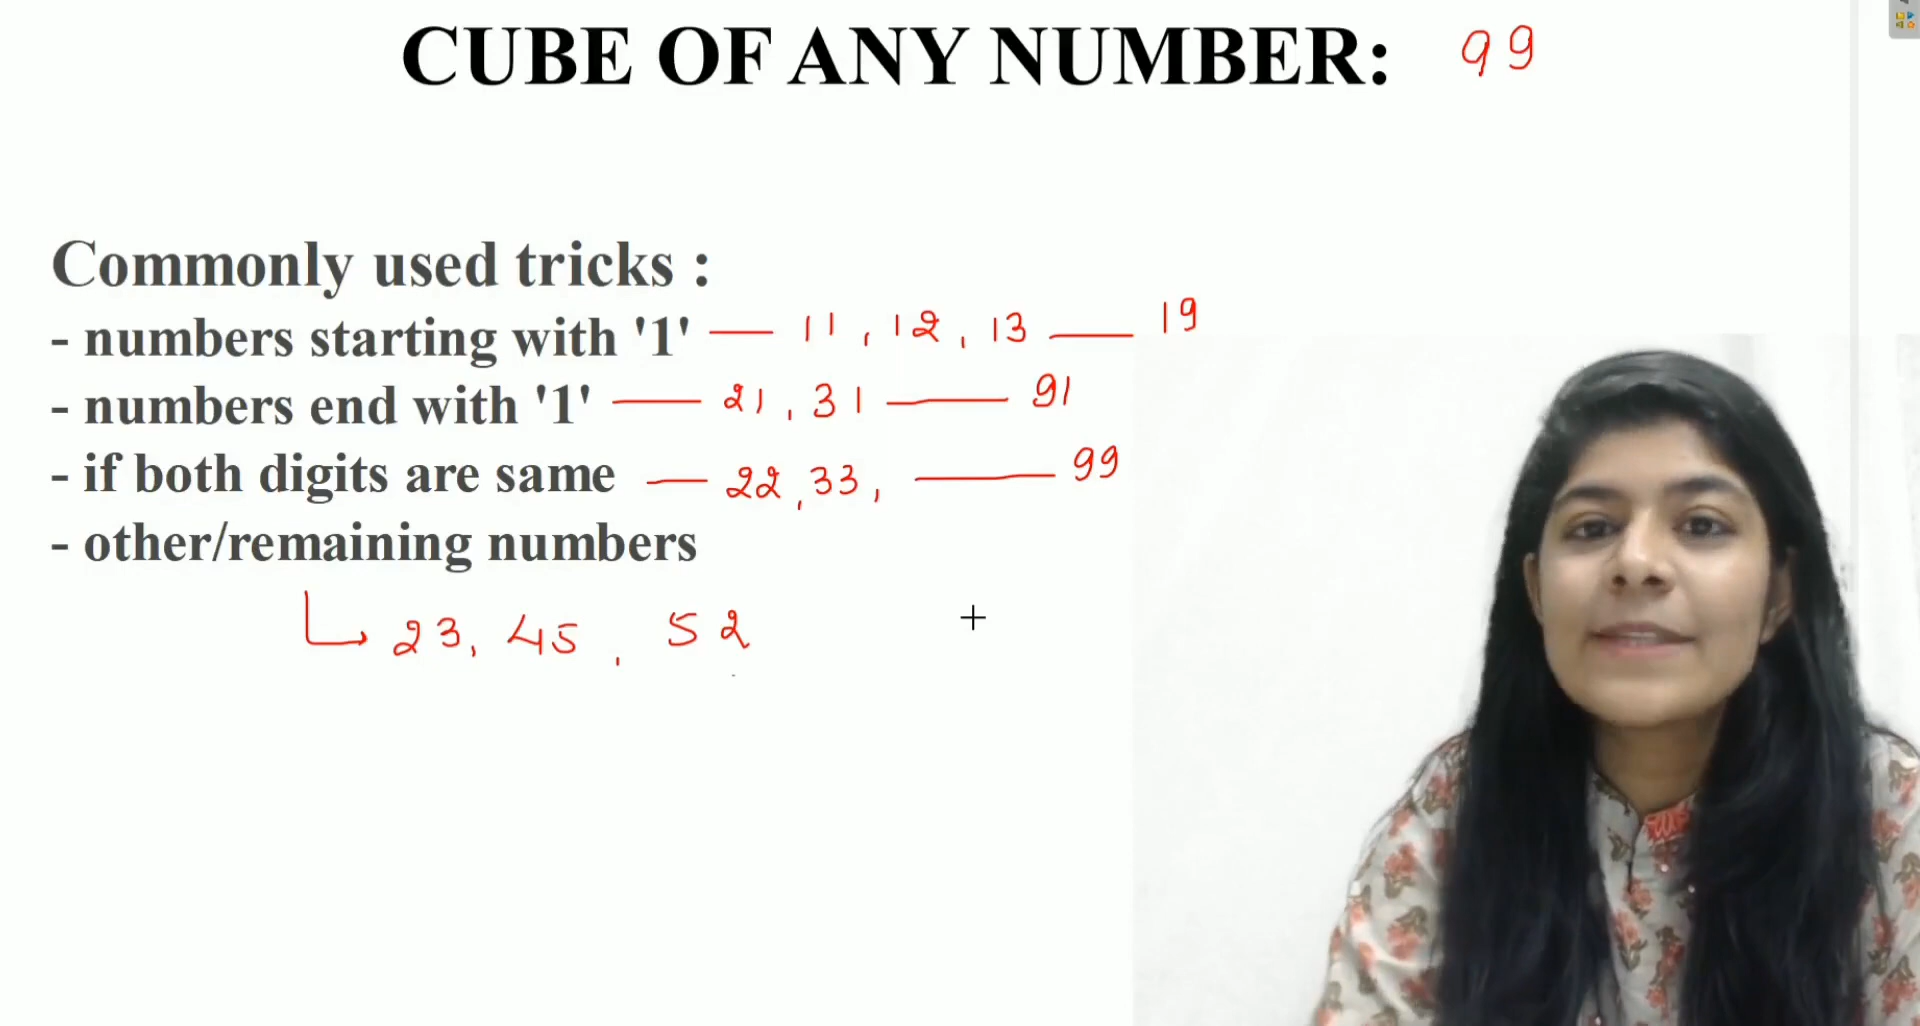 CUBE OF ANY NUMBER: 99
Commonly used tricks :
- numbers starting with '1' — 11, 12, 13 — 19
- numbers end with '1' — 21, 31 — 91
- if both digits are same — 22, 33, — 99
- other/remaining numbers
23, 45, 52